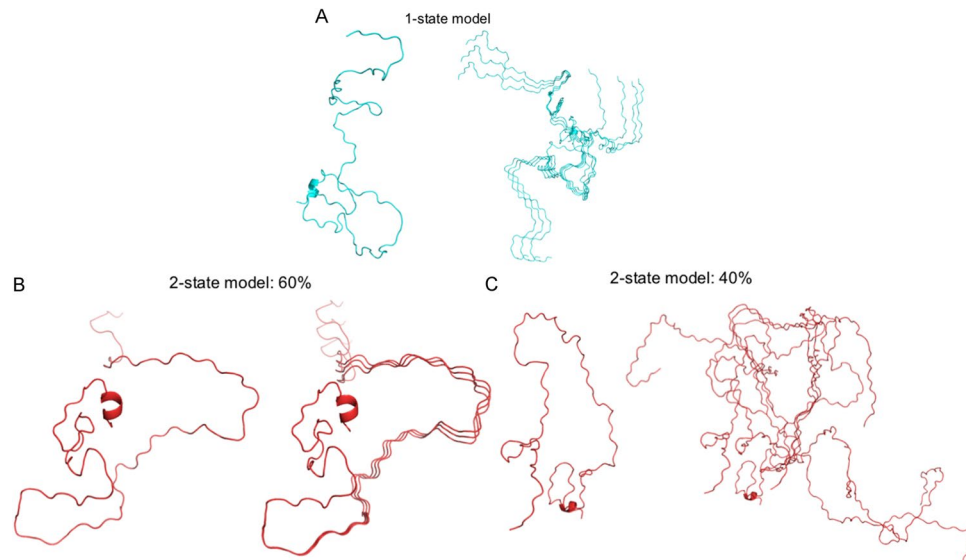 A
1-state model
B
2-state model: 60%
C
2-state model: 40%